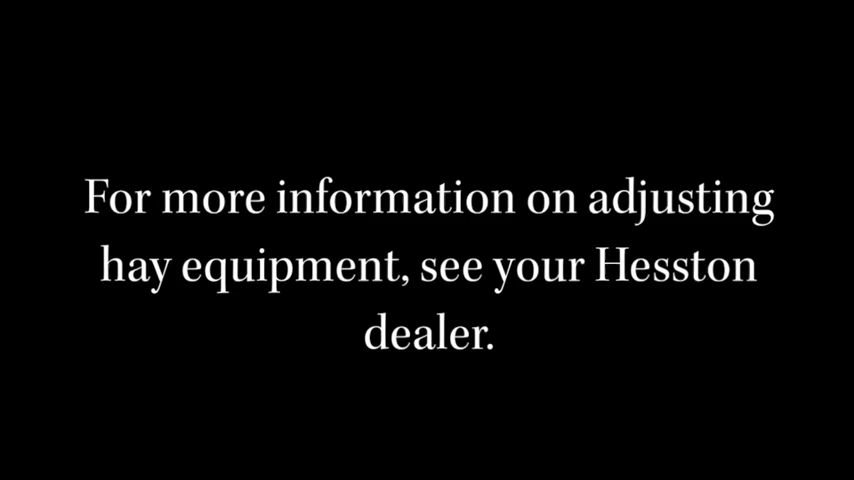 For more information on adjusting
hay equipment, see your Hesston
dealer.